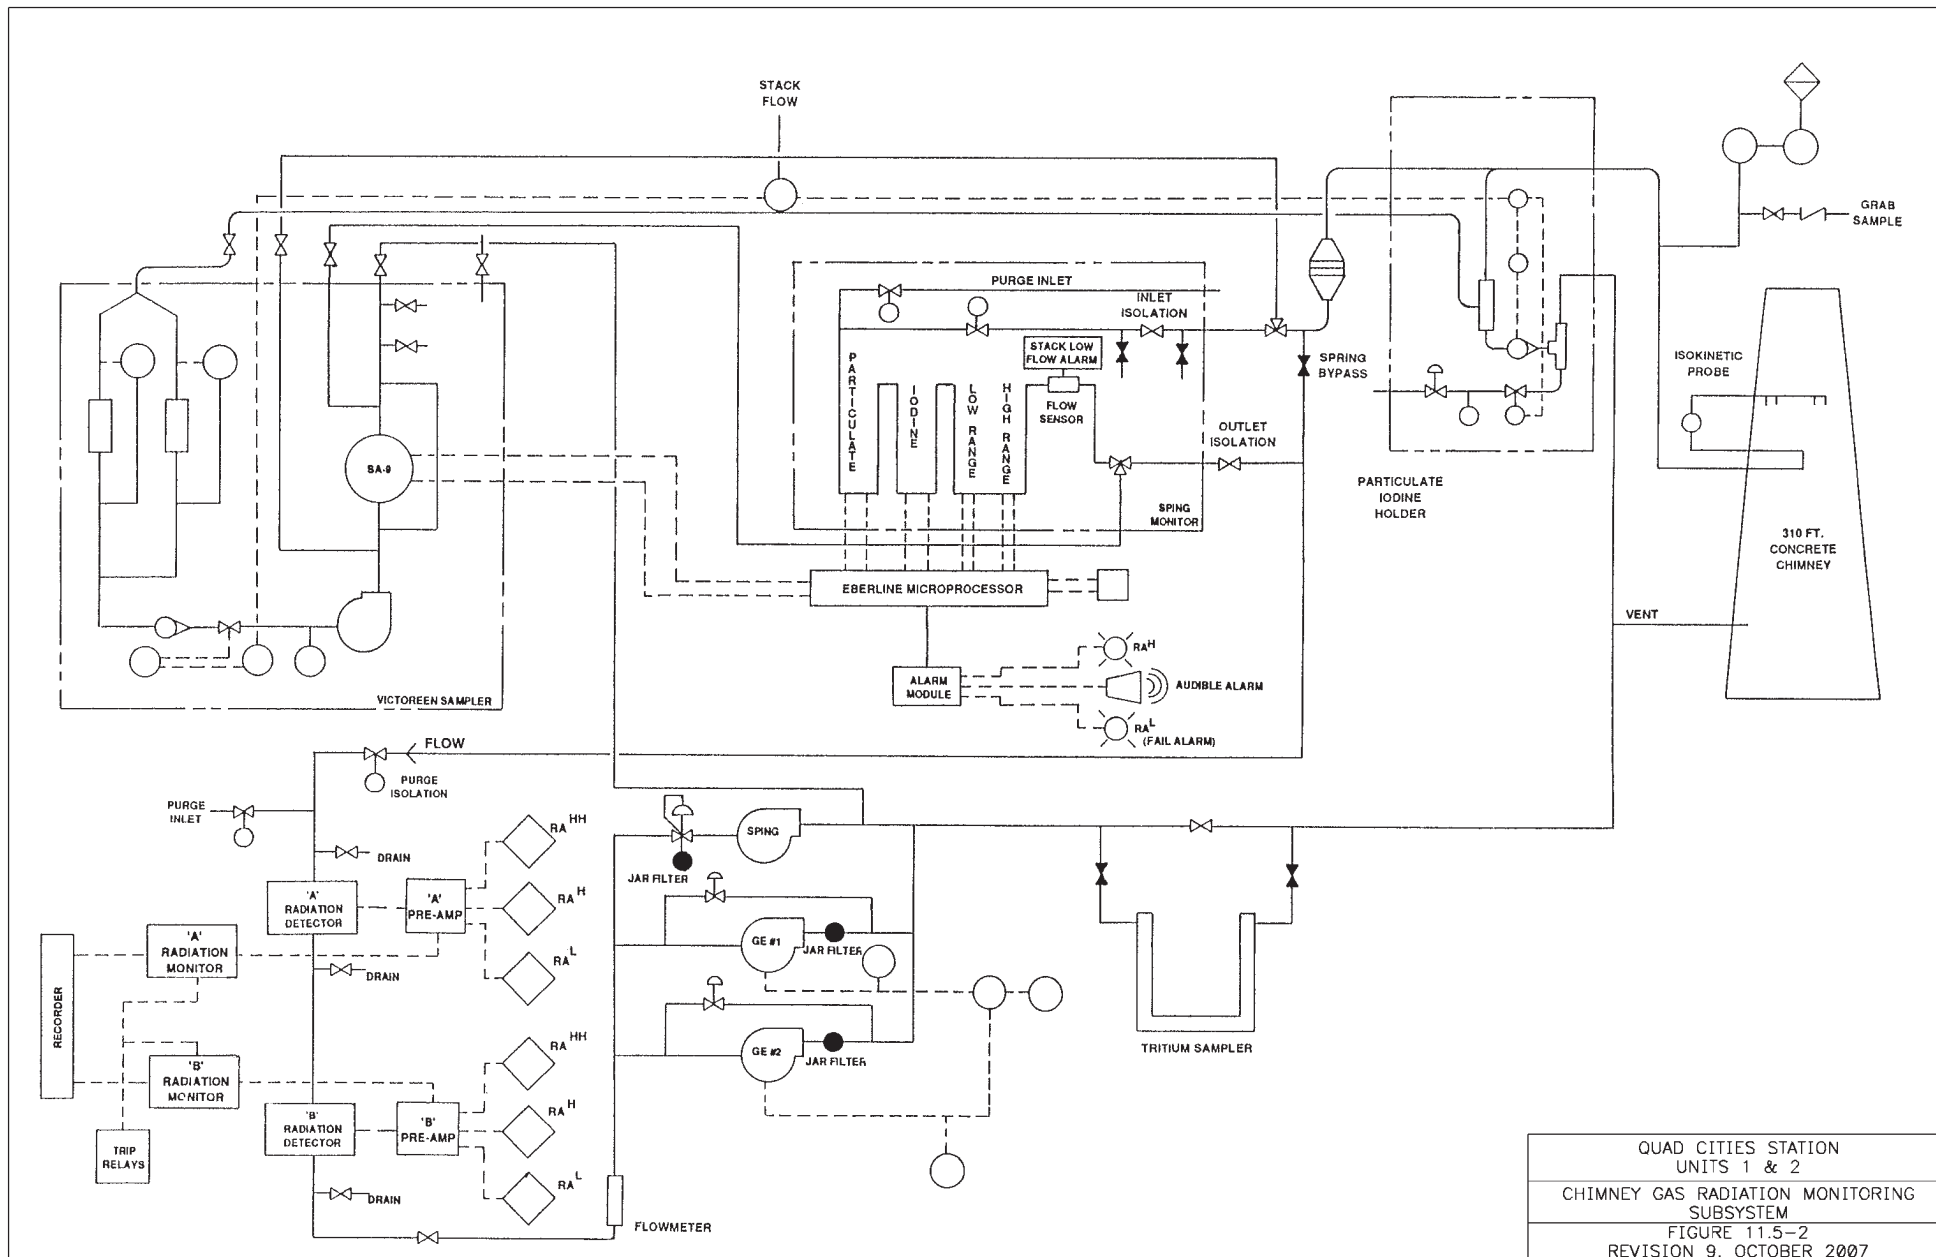 STACK
FLOW
GRAB
SAMPLE
PURGE INLET
INLET
ISOLATION
STACK LOW
FLOW ALARM
SPRING
BYPASS
ISOKINETIC
PROBE
PARTICULATE
IODINE
LOW RANGE
HIGH RANGE
FLOW
SENSOR
OUTLET
ISOLATION
SA-9
PARTICULATE
IODINE
HOLDER
SPING
MONITOR
310 FT.
CONCRETE
CHIMNEY
EBERLINE MICROPROCESSOR
VENT
RAH
ALARM
MODULE
AUDIBLE ALARM
VICTOREEN SAMPLER
RAL
(FAIL ALARM)
FLOW
PURGE
ISOLATION
PURGE
INLET
RAHH
SPING
DRAIN
JAR FILTER
'A'
RADIATION
DETECTOR
'A'
PRE-AMP
RAH
'A'
RADIATION
MONITOR
GE #1
JAR FILTER
RAL
DRAIN
RECORDER
RAHH
GE #2
JAR FILTER
TRITIUM SAMPLER
'B'
RADIATION
MONITOR
'B'
RADIATION
DETECTOR
'B'
PRE-AMP
RAH
TRIP
RELAYS
RAL
DRAIN
FLOWMETER
QUAD CITIES STATION
UNITS 1 & 2
CHIMNEY GAS RADIATION MONITORING
SUBSYSTEM
FIGURE 11.5-2
REVISION 9, OCTOBER 2007